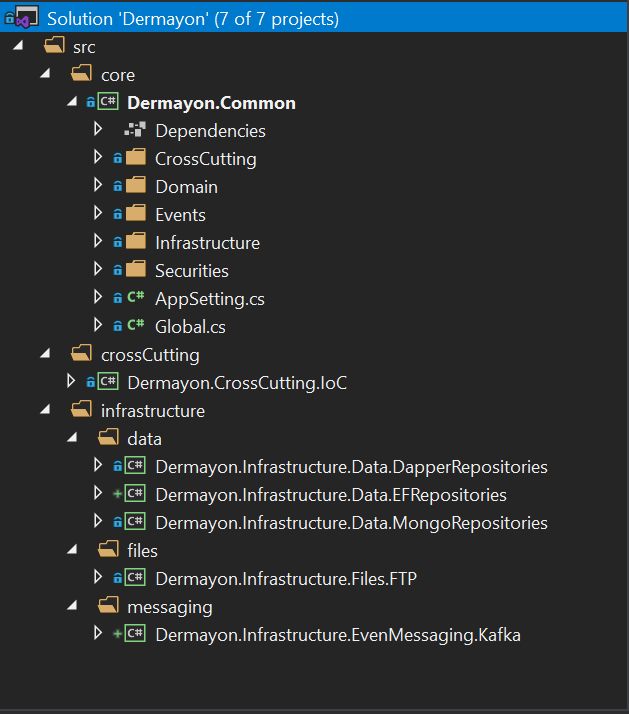 Solution 'Dermayon' (7 of 7 projects)
src
core
C# Dermayon.Common
Dependencies
CrossCutting
Domain
Events
Infrastructure
Securities
C# AppSetting.cs
C# Global.cs
crossCutting
C# Dermayon.CrossCutting.IoC
infrastructure
data
C# Dermayon.Infrastructure.Data.DapperRepositories
C# Dermayon.Infrastructure.Data.EFRepositories
C# Dermayon.Infrastructure.Data.MongoRepositories
files
C# Dermayon.Infrastructure.Files.FTP
messaging
C# Dermayon.Infrastructure.EvenMessaging.Kafka